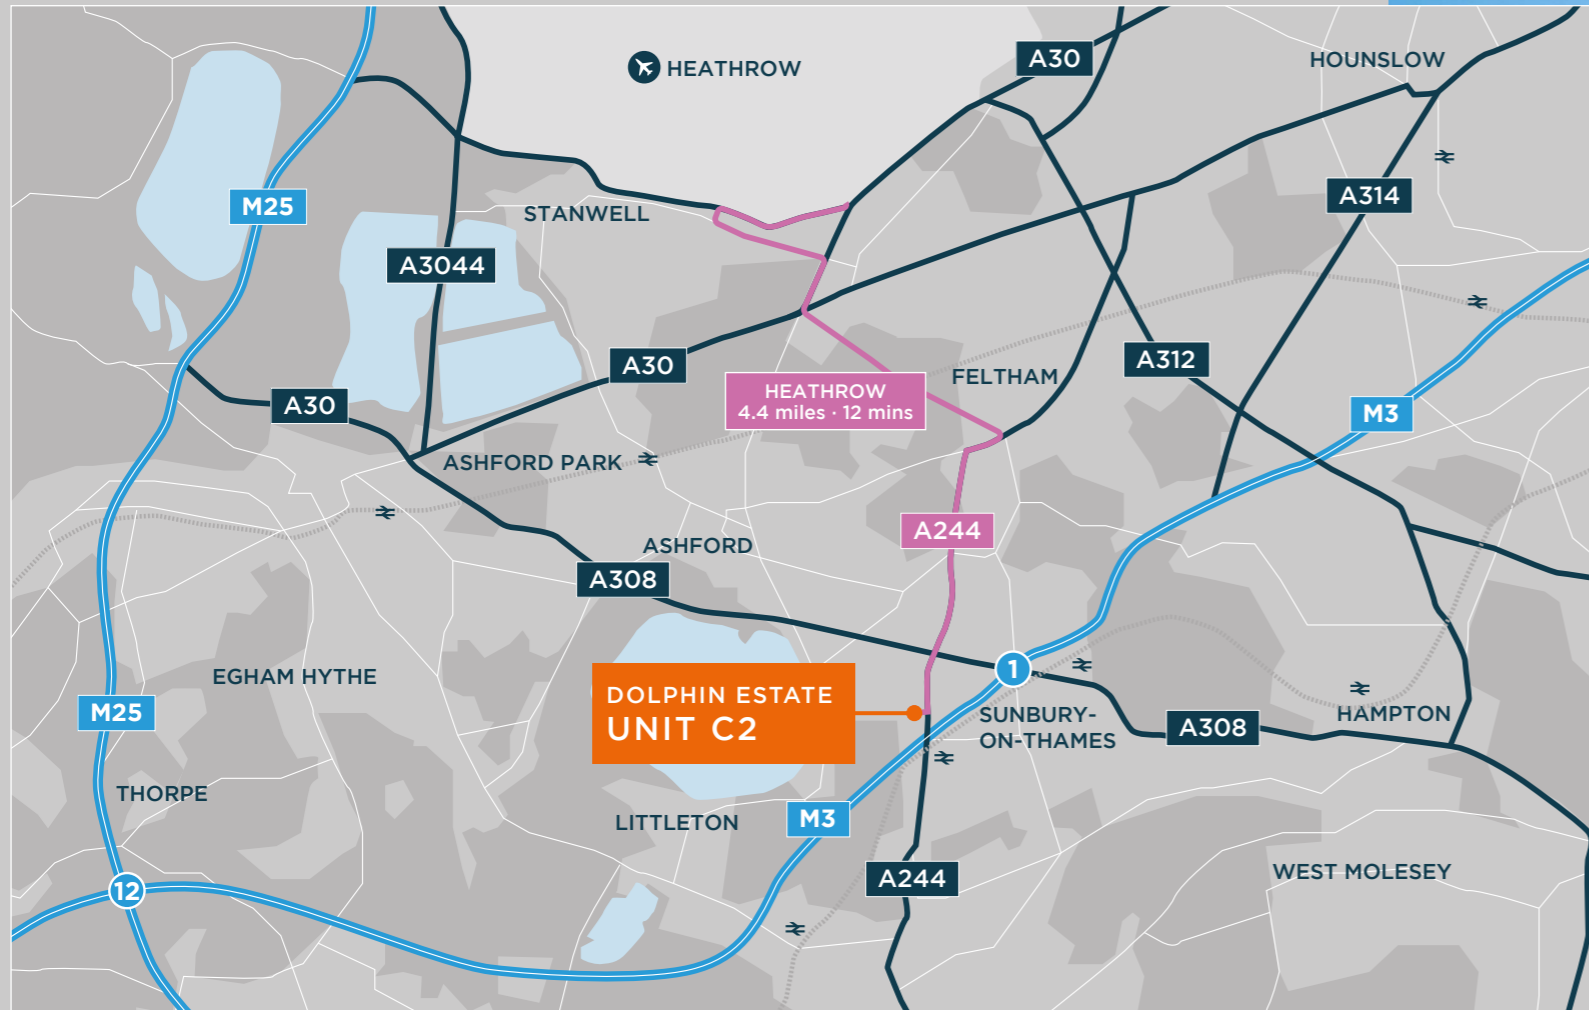 HEATHROW
A30
HOUNSLOW
M25
STANWELL
A314
A3044
A30
A312
FELTHAM
HEATHROW
4.4 miles · 12 mins
A30
M3
ASHFORD PARK
A244
ASHFORD
A308
EGHAM HYTHE
1
DOLPHIN ESTATE
UNIT C2
M25
SUNBURY-
ON-THAMES
A308
HAMPTON
THORPE
LITTLETON
M3
A244
WEST MOLESEY
12